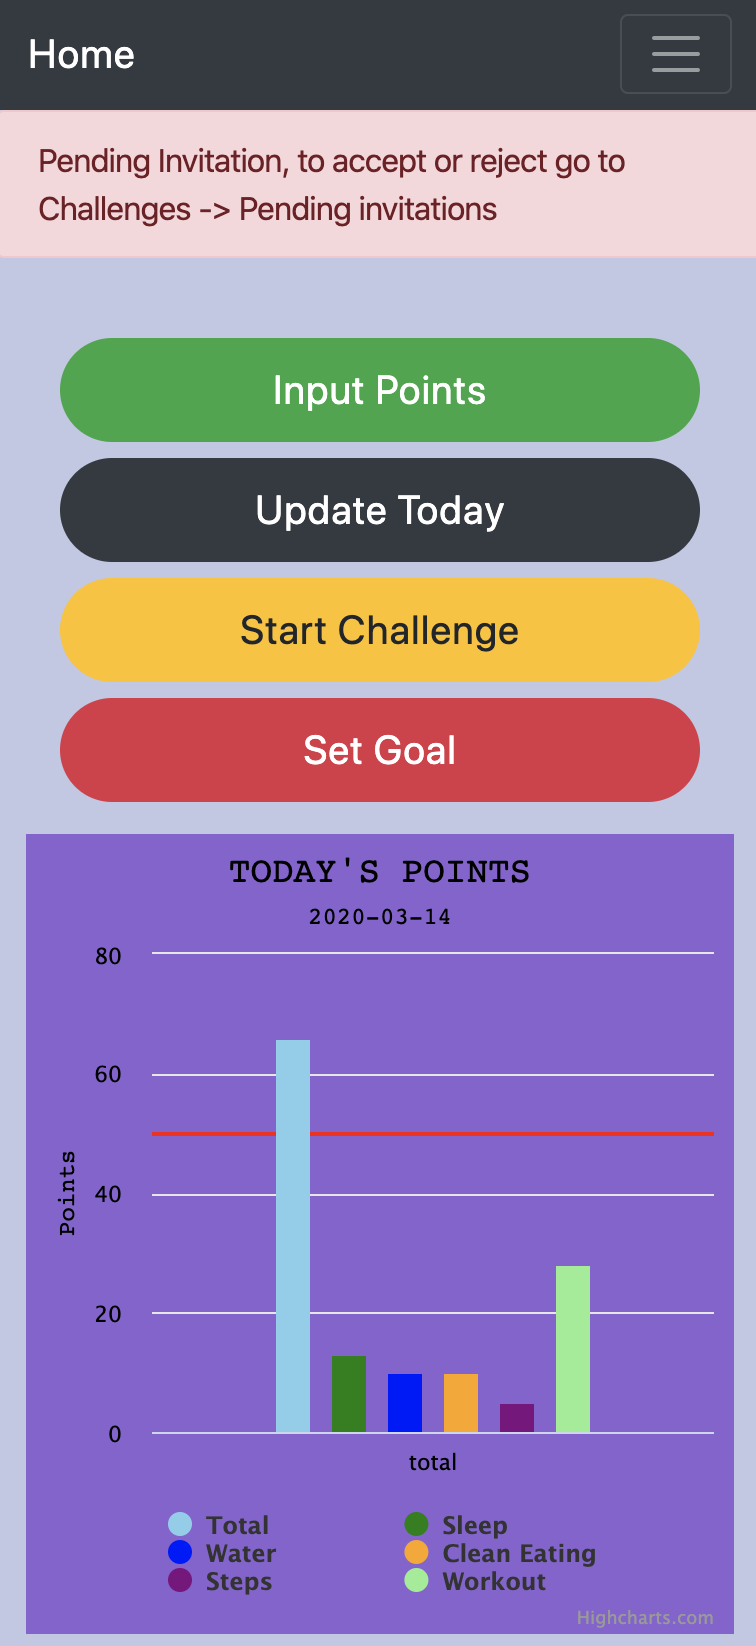 Home
Pending Invitation, to accept or reject go to
Challenges -> Pending invitations
Input Points
Update Today
Start Challenge
Set Goal
TODAY'S POINTS
2020-03-14
80
60
40
20
0
Points
total
Total
Sleep
Water
Clean Eating
Steps
Workout
Highcharts.com